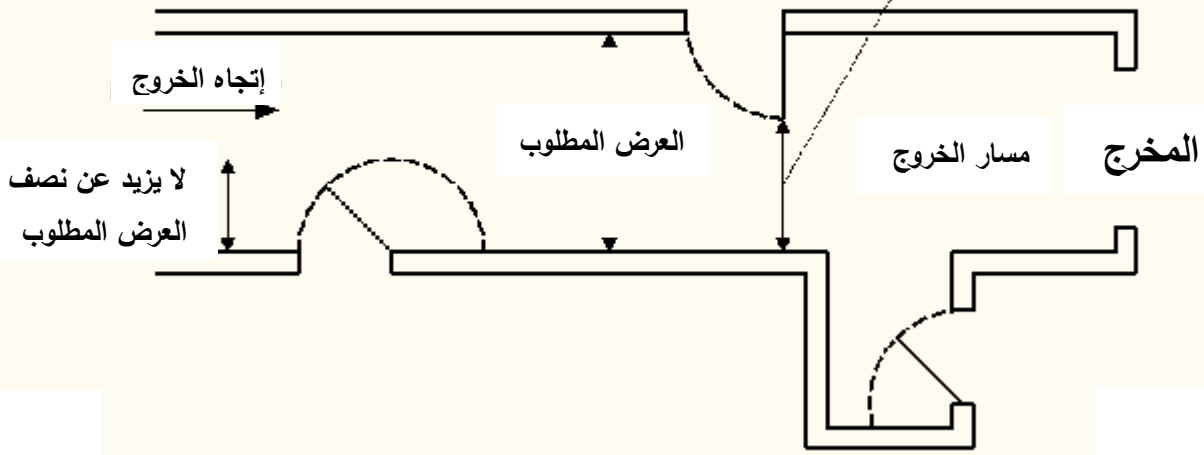 إتجاه الخروج
العرض المطلوب
مسار الخروج
المخرج
لا يزيد عن نصف
العرض المطلوب